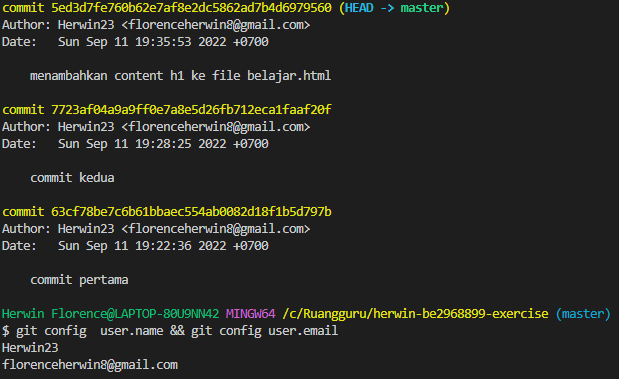 commit 5ed3d7fe760b62e7af8e2dc5862ad7b4d6979560 (HEAD -> master)
Author: Herwin23 <florenceherwin8@gmail.com>
Date:   Sun Sep 11 19:35:53 2022 +0700
    menambahkan content h1 ke file belajar.html
commit 7723af04a9a9ff0e7a8e5d26fb712eca1faaf20f
Author: Herwin23 <florenceherwin8@gmail.com>
Date:   Sun Sep 11 19:28:25 2022 +0700
    commit kedua
commit 63cf78be7c6b61bbaec554ab0082d18f1b5d797b
Author: Herwin23 <florenceherwin8@gmail.com>
Date:   Sun Sep 11 19:22:36 2022 +0700
    commit pertama
Herwin Florence@LAPTOP-80U9NN42 MINGW64 /c/Ruangguru/herwin-be2968899-exercise (master)
$ git config  user.name && git config user.email
Herwin23
florenceherwin8@gmail.com